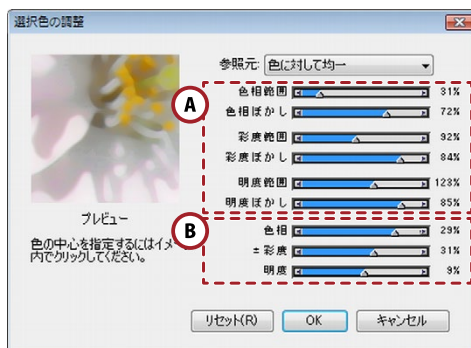 選択色の調整
参照元: 色に対して均一
A
色相範囲 31%
色相ぼかし 72%
彩度範囲 92%
彩度ぼかし 84%
明度範囲 123%
明度ぼかし 85%
プレビュー
色の中心を指定するにはイメージ
内でクリックしてください。
B
色相 29%
±彩度 31%
明度 9%
リセット(R) OK キャンセル